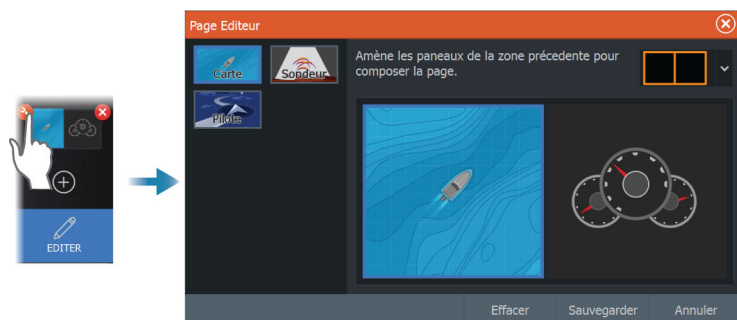 EDITER
Page Editeur
Carte
Sondeur
Pilote
Amène les paneaux de la zone précedente pour
composer la page.
Effacer
Sauvegarder
Annuler